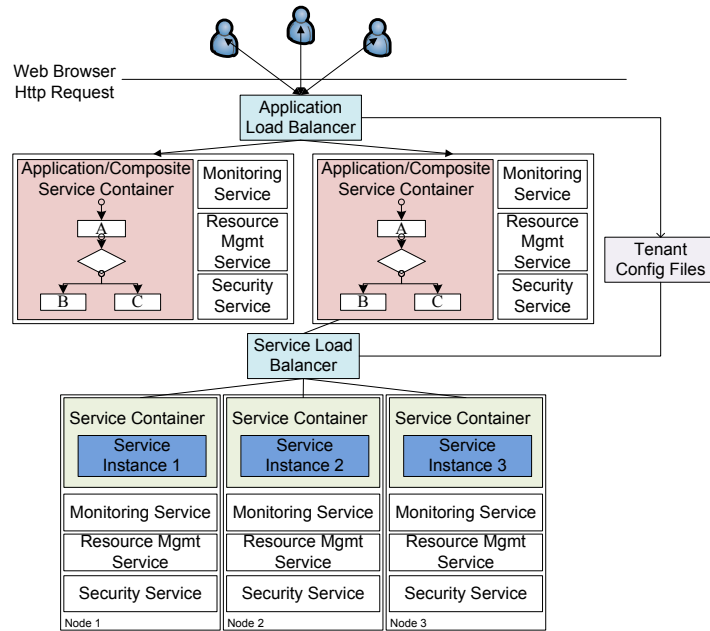 Web Browser
Http Request
Application
Load Balancer
Application/Composite
Service Container
A
B
C
Monitoring
Service
Resource
Mgmt
Service
Security
Service
Application/Composite
Service Container
A
B
C
Monitoring
Service
Resource
Mgmt
Service
Security
Service
Tenant
Config Files
Service Load
Balancer
Service Container
Service
Instance 1
Monitoring Service
Resource Mgmt
Service
Security Service
Node 1
Service Container
Service
Instance 2
Monitoring Service
Resource Mgmt
Service
Security Service
Node 2
Service Container
Service
Instance 3
Monitoring Service
Resource Mgmt
Service
Security Service
Node 3